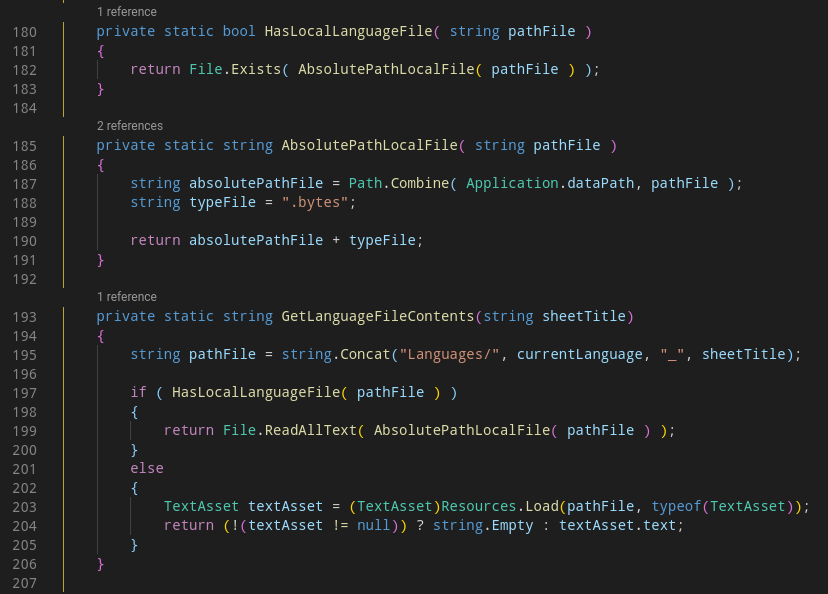 1 reference
180 private static bool HasLocalLanguageFile( string pathFile )
181 {
182 return File.Exists( AbsolutePathLocalFile( pathFile ) );
183 }
184
2 references
185 private static string AbsolutePathLocalFile( string pathFile )
186 {
187 string absolutePathFile = Path.Combine( Application.dataPath, pathFile );
188 string typeFile = ".bytes";
189
190 return absolutePathFile + typeFile;
191 }
192
1 reference
193 private static string GetLanguageFileContents(string sheetTitle)
194 {
195 string pathFile = string.Concat("Languages/", currentLanguage, "_", sheetTitle);
196
197 if ( HasLocalLanguageFile( pathFile ) )
198 {
199 return File.ReadAllText( AbsolutePathLocalFile( pathFile ) );
200 }
201 else
202 {
203 TextAsset textAsset = (TextAsset)Resources.Load(pathFile, typeof(TextAsset));
204 return (!(textAsset != null)) ? string.Empty : textAsset.text;
205 }
206 }
207